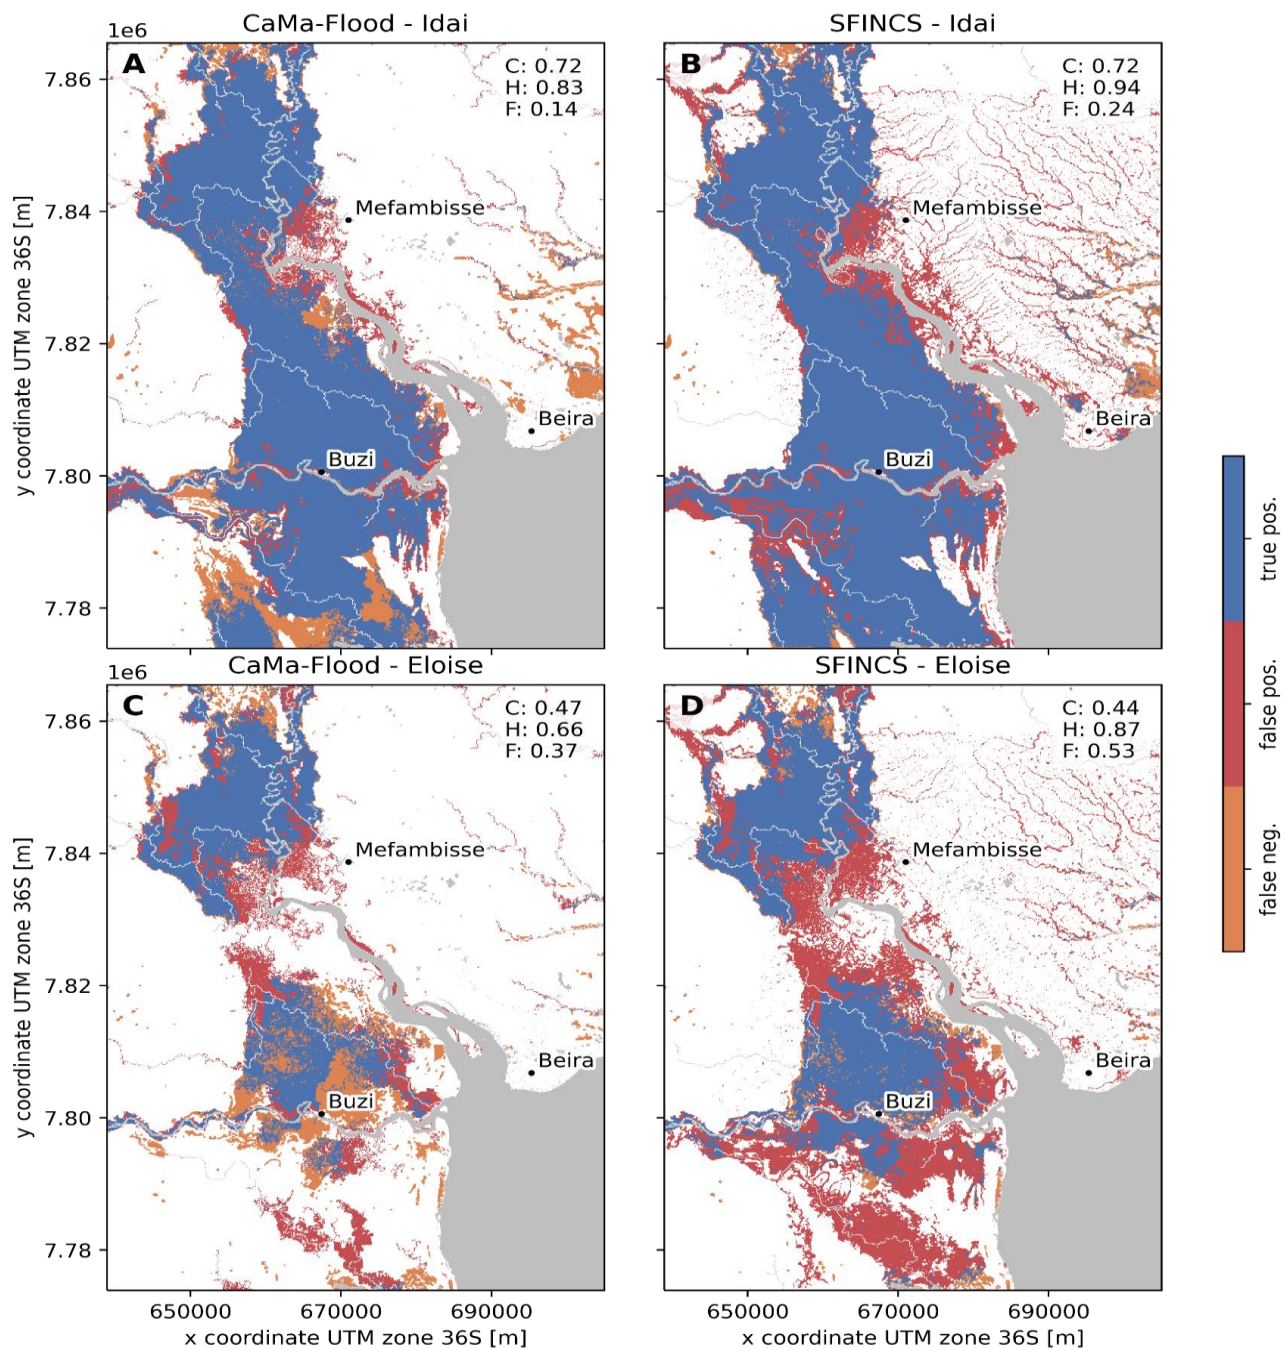 CaMa-Flood - Idai
SFINCS - Idai
1e6
A
C: 0.72
H: 0.83
F: 0.14
B
C: 0.72
H: 0.94
F: 0.24
7.86
7.84
7.82
7.80
7.78
y coordinate UTM zone 36S [m]
Mefambisse
Beira
Buzi
Mefambisse
Beira
Buzi
CaMa-Flood - Eloise
SFINCS - Eloise
1e6
C
C: 0.47
H: 0.66
F: 0.37
D
C: 0.44
H: 0.87
F: 0.53
7.86
7.84
7.82
7.80
7.78
y coordinate UTM zone 36S [m]
Mefambisse
Beira
Buzi
Mefambisse
Beira
Buzi
650000 670000 690000
x coordinate UTM zone 36S [m]
650000 670000 690000
x coordinate UTM zone 36S [m]
true pos.
false pos.
false neg.